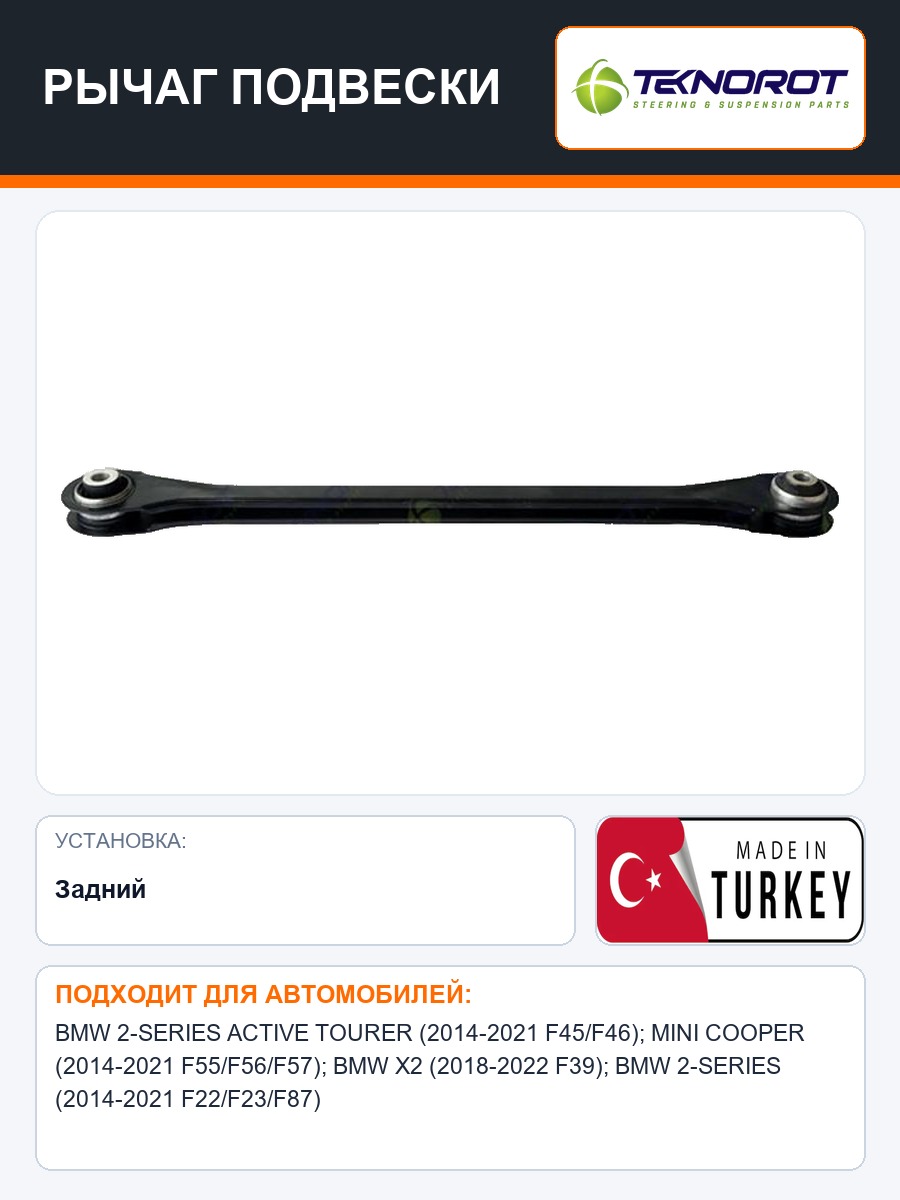 РЫЧАГ ПОДВЕСКИ
TEKNOROT
STEERING & SUSPENSION PARTS
УСТАНОВКА:
Задний
MADE IN
TURKEY
ПОДХОДИТ ДЛЯ АВТОМОБИЛЕЙ:
BMW 2-SERIES ACTIVE TOURER (2014-2021 F45/F46); MINI COOPER
(2014-2021 F55/F56/F57); BMW X2 (2018-2022 F39); BMW 2-SERIES
(2014-2021 F22/F23/F87)